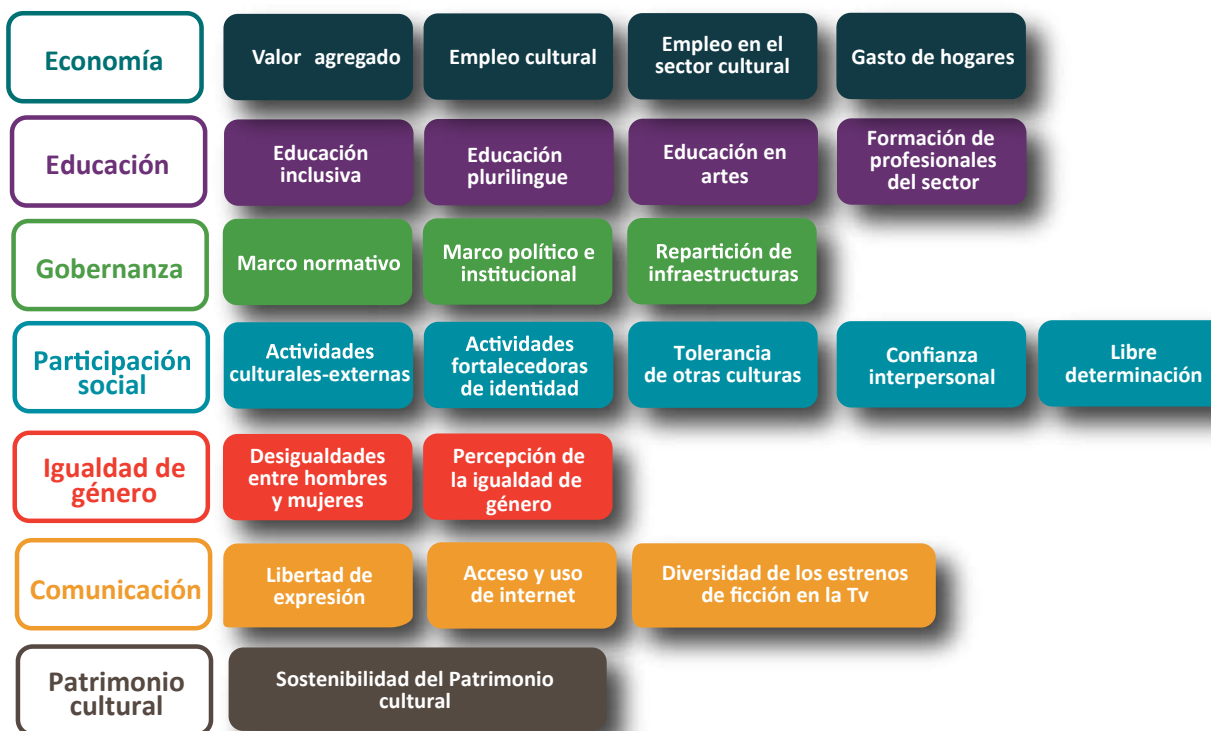 Economía
Valor agregado
Empleo cultural
Empleo en el
sector cultural
Gasto de hogares
Educación
Educación
inclusiva
Educación
plurilingue
Educación en
artes
Formación de
profesionales
del sector
Gobernanza
Marco normativo
Marco político e
institucional
Repartición de
infraestructuras
Participación
social
Actividades
culturales-externas
Actividades
fortalecedoras
de identidad
Tolerancia
de otras culturas
Confianza
interpersonal
Libre
determinación
Igualdad de
género
Desigualdades
entre hombres
y mujeres
Percepción de
la igualdad de
género
Comunicación
Libertad de
expresión
Acceso y uso
de internet
Diversidad de los estrenos
de ficción en la Tv
Patrimonio
cultural
Sostenibilidad del Patrimonio
cultural